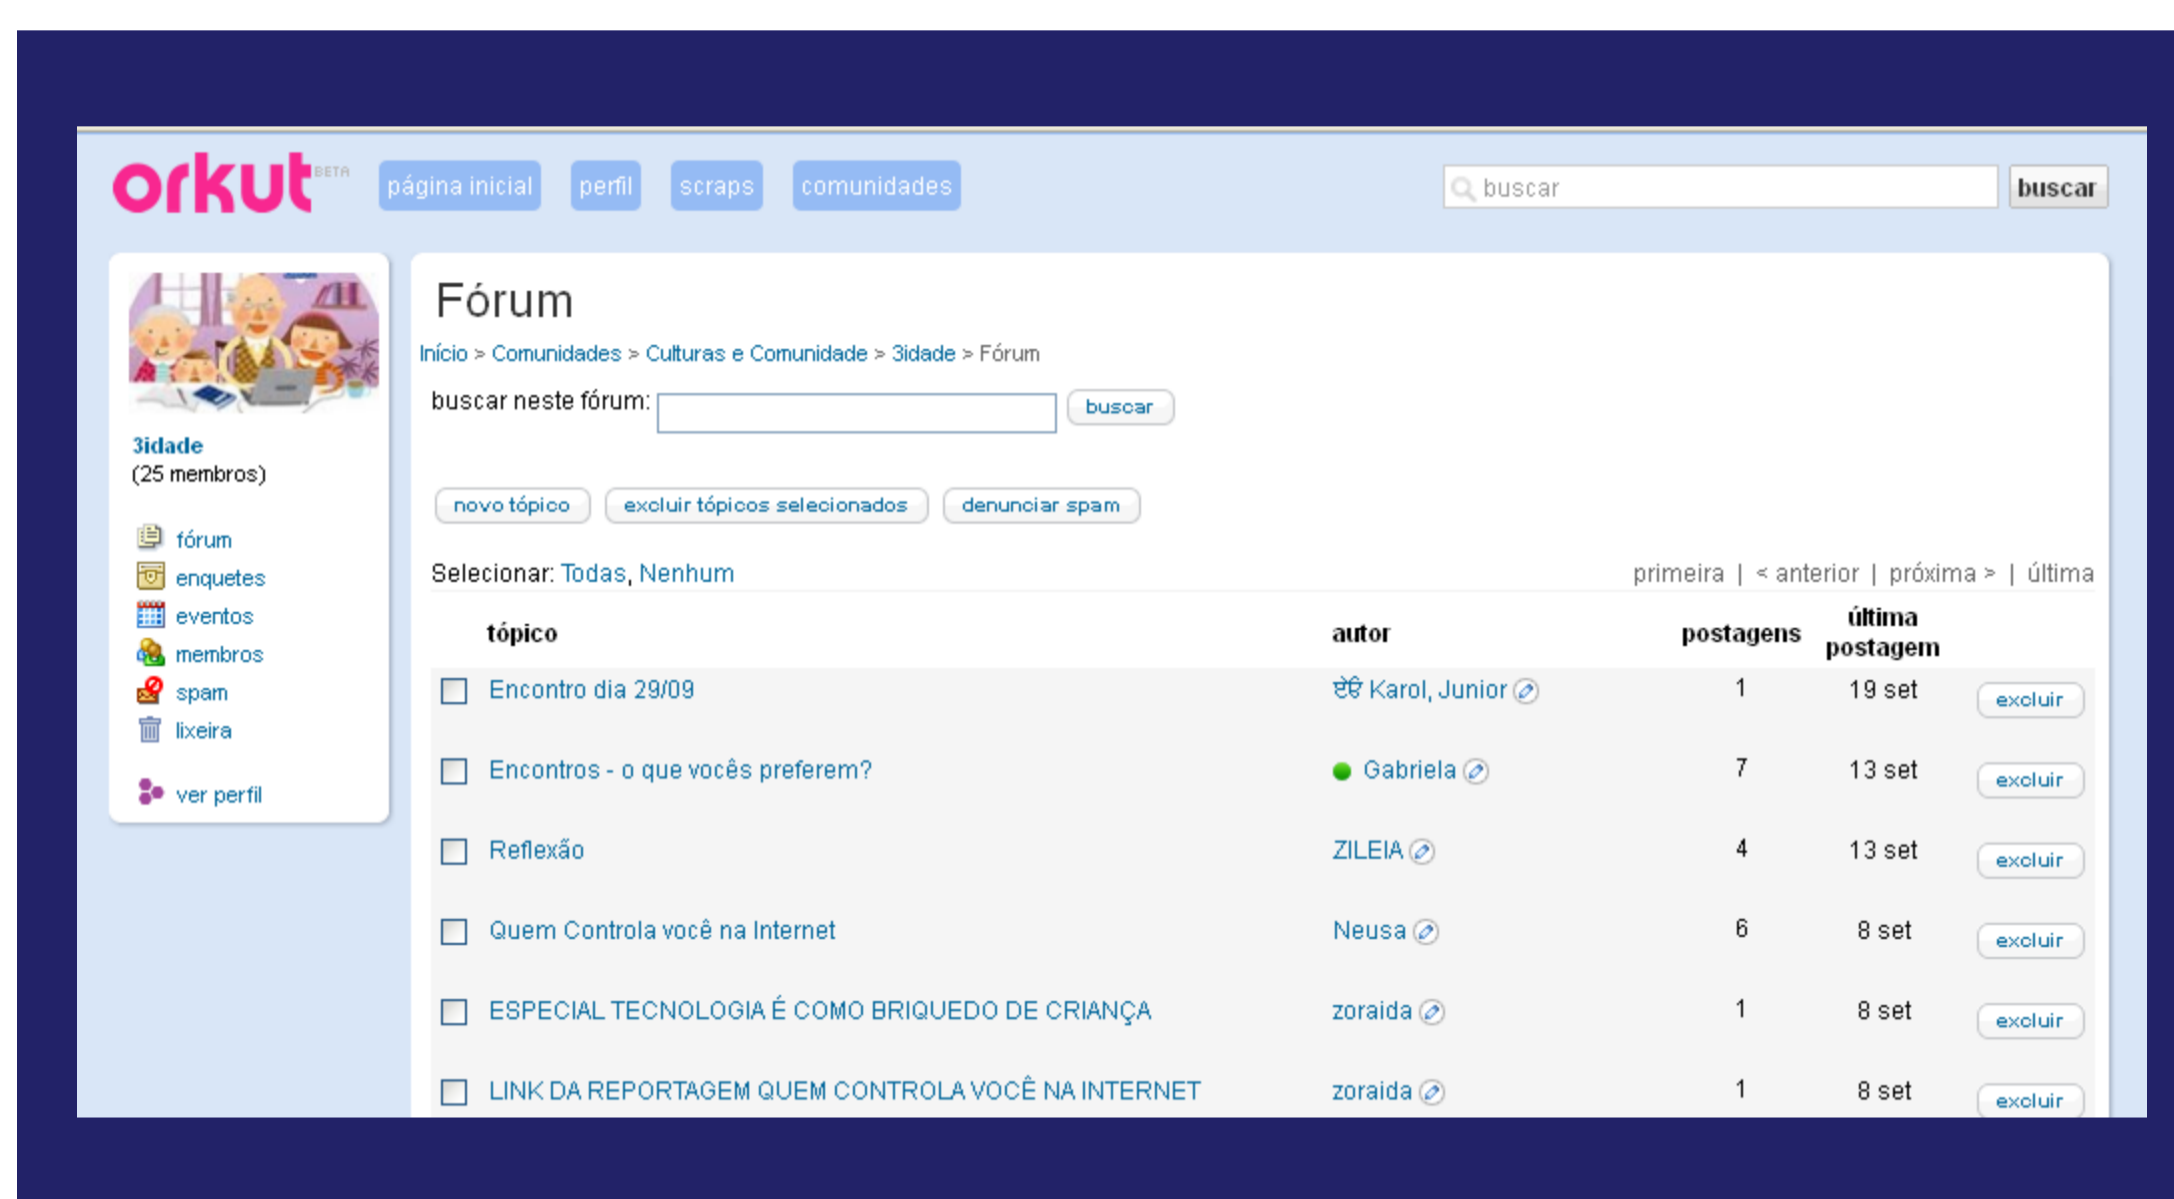 orkut BETA
página inicial perfil scraps comunidades
buscar buscar
3idade
(25 membros)
fórum
enquetes
eventos
membros
spam
lixeira
ver perfil
Fórum
Início > Comunidades > Culturas e Comunidade > 3idade > Fórum
buscar neste fórum: buscar
novo tópico excluir tópicos selecionados denunciar spam
Selecionar: Todas, Nenhum primeira | < anterior | próxima > | última
tópico autor postagens última postagem
Encontro dia 29/09 Karol, Junior 1 19 set excluir
Encontros - o que vocês preferem? Gabriela 7 13 set excluir
Reflexão ZILEIA 4 13 set excluir
Quem Controla você na Internet Neusa 6 8 set excluir
ESPECIAL TECNOLOGIA É COMO BRIQUEDO DE CRIANÇA zoraida 1 8 set excluir
LINK DA REPORTAGEM QUEM CONTROLA VOCÊ NA INTERNET zoraida 1 8 set excluir